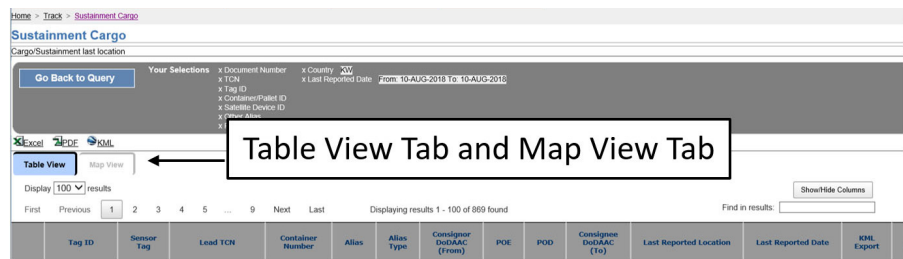 Home > Track > Sustainment Cargo
Sustainment Cargo
Cargo/Sustainment last location
Go Back to Query
Your Selections
x Document Number
x Country KW
x TCN
x Last Reported Date From: 10-AUG-2018 To: 10-AUG-2018
x Tag ID
x Container/Pallet ID
x Satellite Device ID
x Other Alias
Excel PDF KML
Table View Tab and Map View Tab
Table View Map View
Display 100 results
Show/Hide Columns
First Previous 1 2 3 4 5 ... 9 Next Last Displaying results 1 - 100 of 869 found Find in results:
Tag ID
Sensor Tag
Lead TCN
Container Number
Alias
Alias Type
Consignor DoDAAC (From)
POE
POD
Consignee DoDAAC (To)
Last Reported Location
Last Reported Date
KML Export